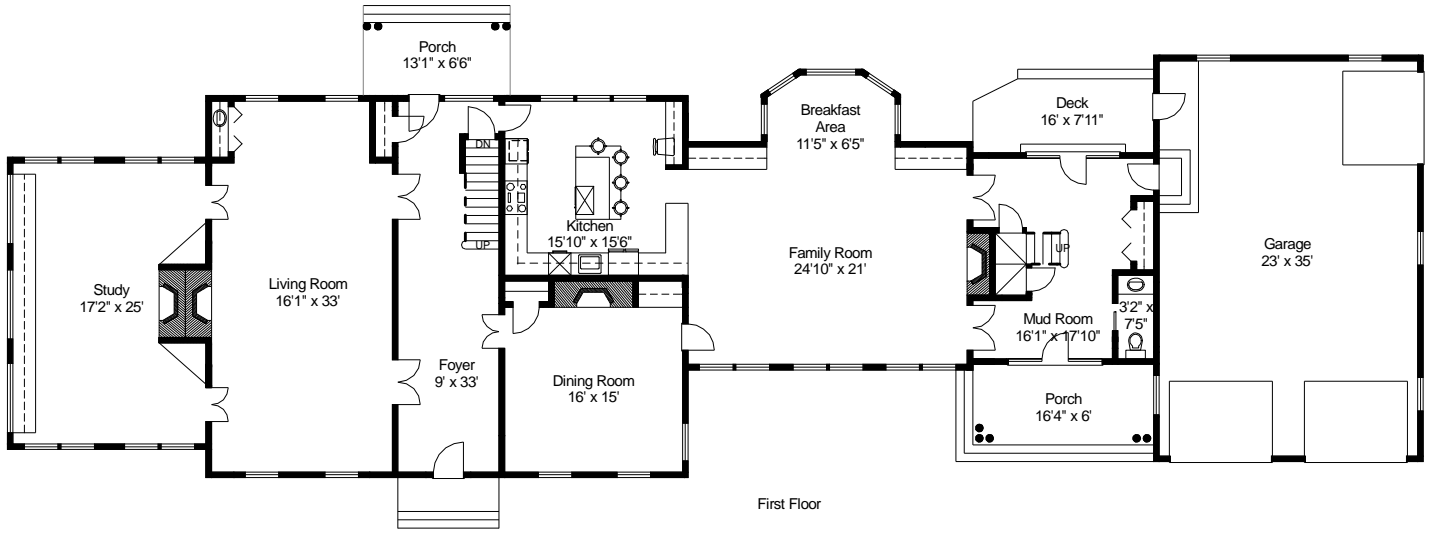 Porch
13'1" x 6'6"
Breakfast
Area
11'5" x 6'5"
Deck
16' x 7'11"
DN
Kitchen
15'10" x 15'6"
UP
Family Room
24'10" x 21'
UP
Garage
23' x 35'
Living Room
16'1" x 33'
Study
17'2" x 25'
3'2" x
7'5"
Mud Room
16'1" x 17'10"
Foyer
9' x 33'
Dining Room
16' x 15'
Porch
16'4" x 6'
First Floor